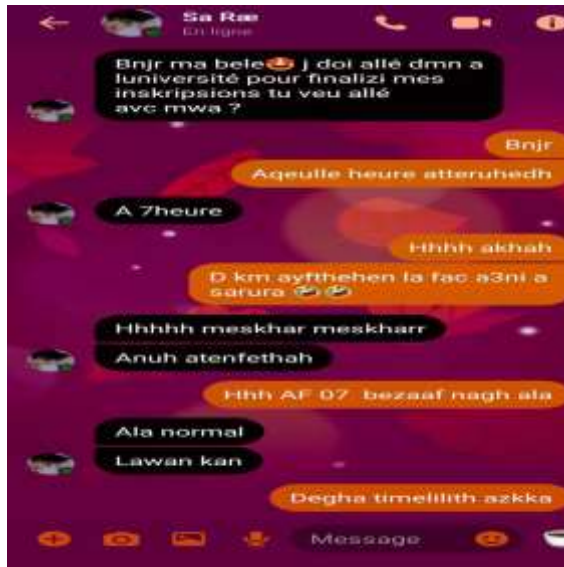 Sa Ræ
En ligne
Bnjr ma bele🤩 j doi allé dmn a
luniversité pour finalizi mes
inskripsions tu veu allé
avc mwa ?
Bnjr
Aqeulle heure atteruhedh
A 7heure
Hhhh akhah
D km ayfthehen la fac a3ni a
sarura 🤣🤣
Hhhhh meskhar meskharr
Anuh atenfethah
Hhh AF 07 bezaaf nagh ala
Ala normal
Lawan kan
Degha timelilith azkka
Message